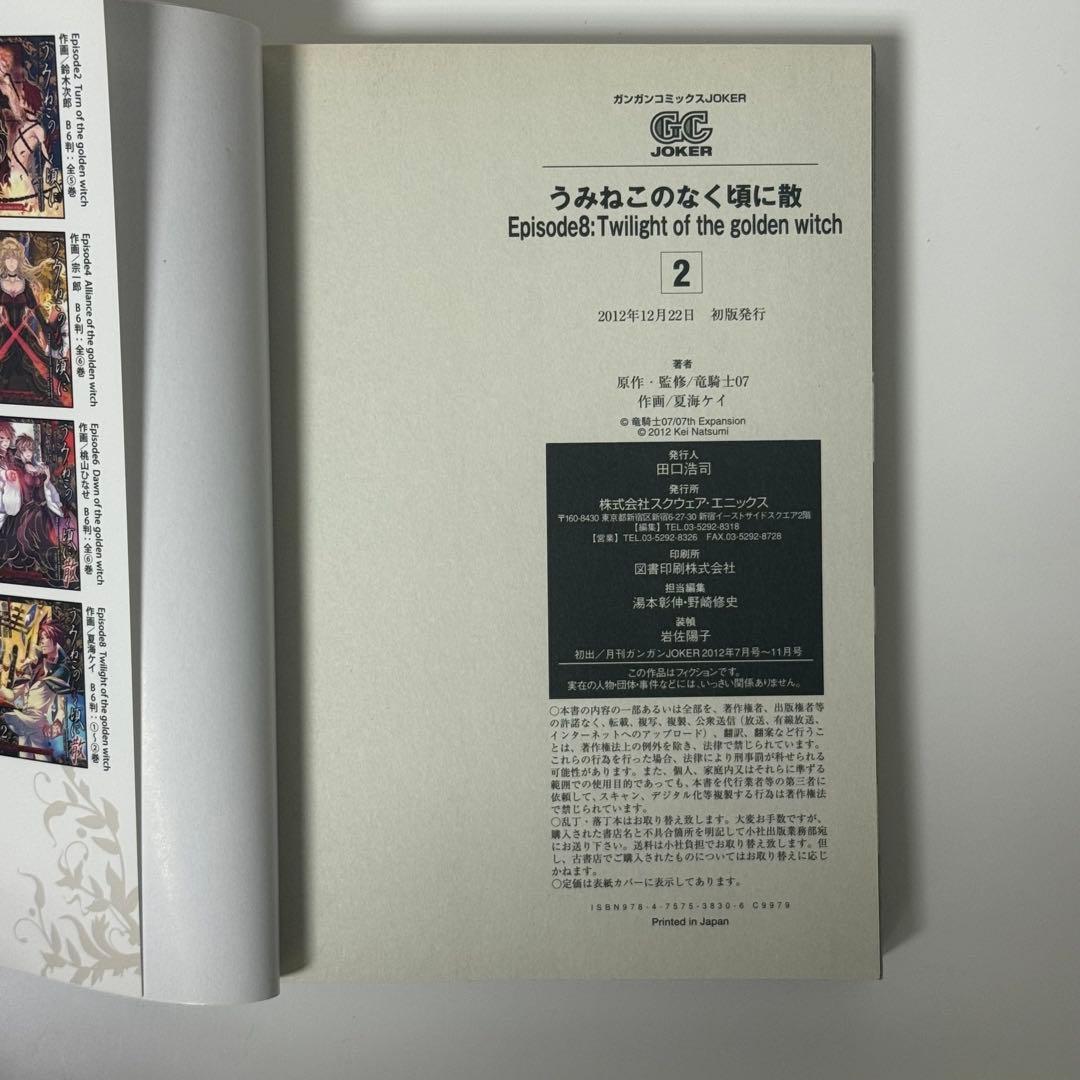 Episode2 Turn of the golden witch
作画/鈴木次郎 B6判:全⑤巻
Episode4 Alliance of the golden witch
作画/宗一郎 B6判:全⑥巻
Episode6 Dawn of the golden witch
作画/桃山ひなせ B6判:全⑥巻
Episode8 Twilight of the golden witch
作画/夏海ケイ B6判:①〜②巻
ガンガンコミックスJOKER
GC
JOKER
うみねこのなく頃に散
Episode8:Twilight of the golden witch
2
2012年12月22日 初版発行
著者
原作・監修/竜騎士07
作画/夏海ケイ
© 竜騎士07/07th Expansion
© 2012 Kei Natsumi
発行人
田口浩司
発行所
株式会社スクウェア・エニックス
〒160-8430 東京都新宿区新宿6-27-30 新宿イーストサイドスクエア2階
【編集】TEL.03-5292-8318
【営業】TEL.03-5292-8326 FAX.03-5292-8728
印刷所
図書印刷株式会社
担当編集
湯本彰伸・野崎修史
装幀
岩佐陽子
初出/月刊ガンガンJOKER 2012年7月号〜11月号
この作品はフィクションです。
実在の人物・団体・事件などには、いっさい関係ありません。
○本書の内容の一部あるいは全部を、著作権者、出版権者等
の許諾なく、転載、複写、複製、公衆送信(放送、有線放送、
インターネットへのアップロード)、翻訳、翻案など行うこ
とは、著作権法上の例外を除き、法律で禁じられています。
これらの行為を行った場合、法律により刑事罰が科せられる
可能性があります。また、個人、家庭内又はそれらに準ずる
範囲での使用目的であっても、本書を代行業者等の第三者に
依頼して、スキャン、デジタル化等複製する行為は著作権法
で禁じられています。
○乱丁・落丁本はお取り替え致します。大変お手数ですが、
購入された書店名と不具合箇所を明記して小社出版業務部宛
にお送り下さい。送料は小社負担でお取り替え致します。但
し、古書店でご購入されたものについてはお取り替えに応じ
かねます。
○定価は表紙カバーに表示してあります。
ISBN978-4-7575-3830-6 C9979
Printed in Japan